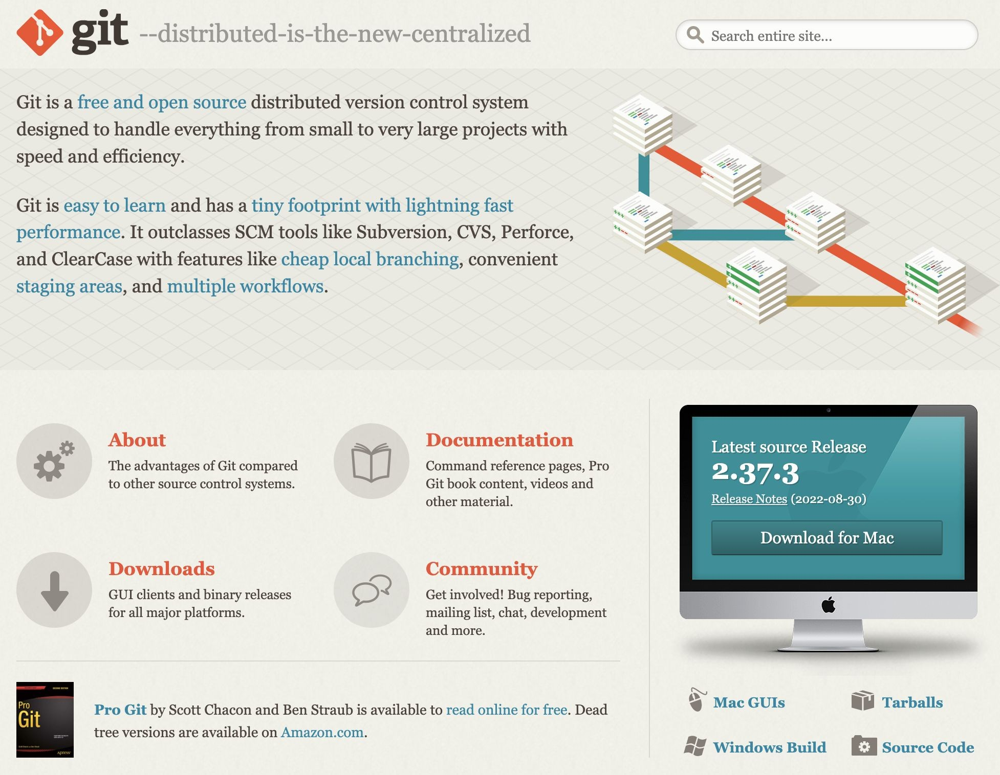 git --distributed-is-the-new-centralized
Search entire site...
Git is a free and open source distributed version control system
designed to handle everything from small to very large projects with
speed and efficiency.
Git is easy to learn and has a tiny footprint with lightning fast
performance. It outclasses SCM tools like Subversion, CVS, Perforce,
and ClearCase with features like cheap local branching, convenient
staging areas, and multiple workflows.
About
The advantages of Git compared
to other source control systems.
Documentation
Command reference pages, Pro
Git book content, videos and
other material.
Downloads
GUI clients and binary releases
for all major platforms.
Community
Get involved! Bug reporting,
mailing list, chat, development
and more.
Pro
Git
Apress
Pro Git by Scott Chacon and Ben Straub is available to read online for free. Dead
tree versions are available on Amazon.com.
Latest source Release
2.37.3
Release Notes (2022-08-30)
Download for Mac
Mac GUIs
Tarballs
Windows Build
Source Code